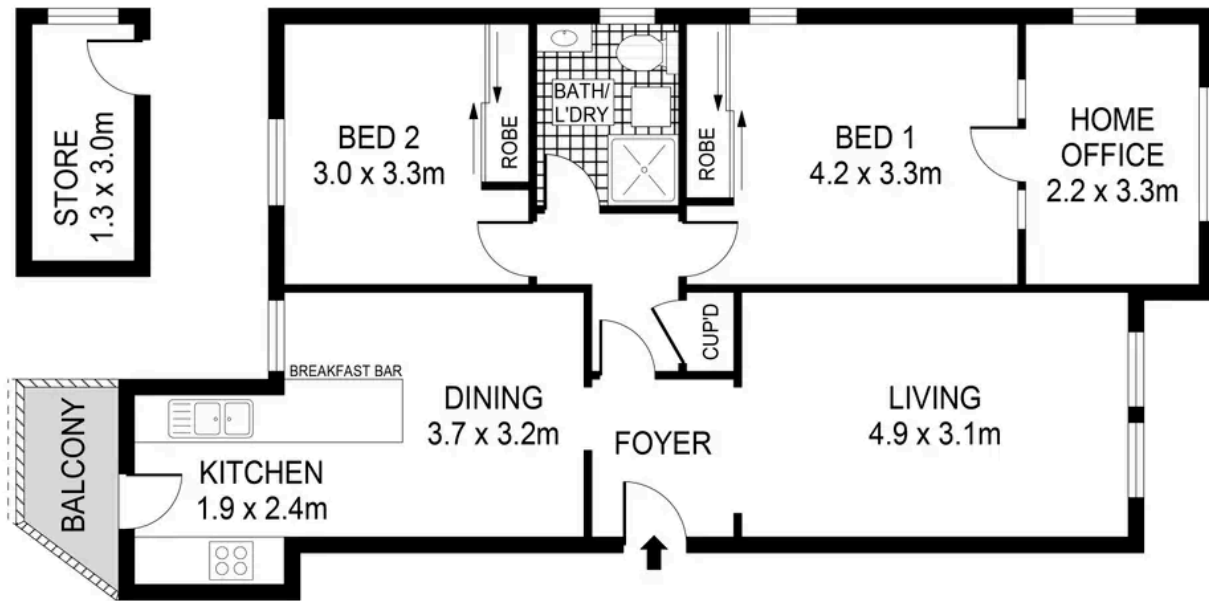 STORE
1.3 x 3.0m
BED 2
3.0 x 3.3m
ROBE
BATH/
L'DRY
ROBE
BED 1
4.2 x 3.3m
HOME
OFFICE
2.2 x 3.3m
BREAKFAST BAR
DINING
3.7 x 3.2m
CUP'D
FOYER
LIVING
4.9 x 3.1m
BALCONY
KITCHEN
1.9 x 2.4m